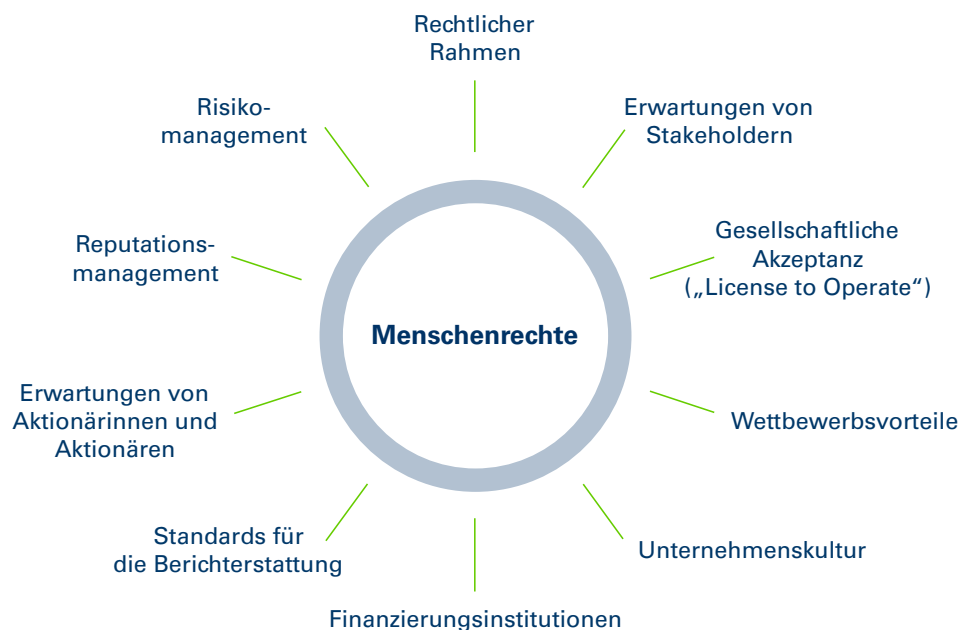 Rechtlicher
Rahmen
Erwartungen von
Stakeholdern
Gesellschaftliche
Akzeptanz
(„License to Operate“)
Wettbewerbsvorteile
Unternehmenskultur
Finanzierungsinstitutionen
Standards für
die Berichterstattung
Erwartungen von
Aktionärinnen und
Aktionären
Reputations-
management
Risiko-
management
Menschenrechte